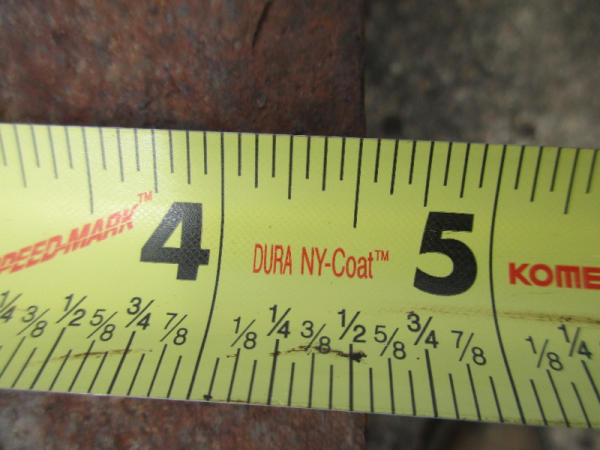 SPEED-MARK™ 4 DURA NY-Coat™ 5 KOME
1/4 3/8 1/2 5/8 3/4 7/8 1/8 1/4 3/8 1/2 5/8 3/4 7/8 1/8 1/4